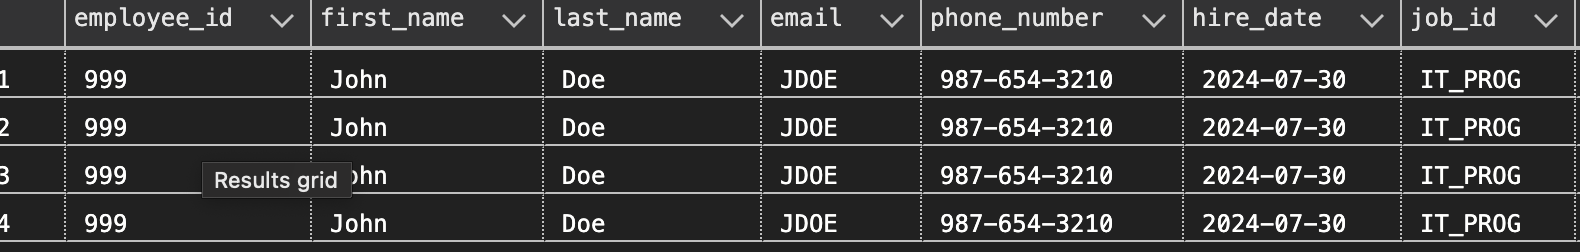 employee_id first_name last_name email phone_number hire_date job_id
1 999 John Doe JDOE 987-654-3210 2024-07-30 IT_PROG
2 999 John Doe JDOE 987-654-3210 2024-07-30 IT_PROG
3 999 Results grid ohn Doe JDOE 987-654-3210 2024-07-30 IT_PROG
4 999 John Doe JDOE 987-654-3210 2024-07-30 IT_PROG